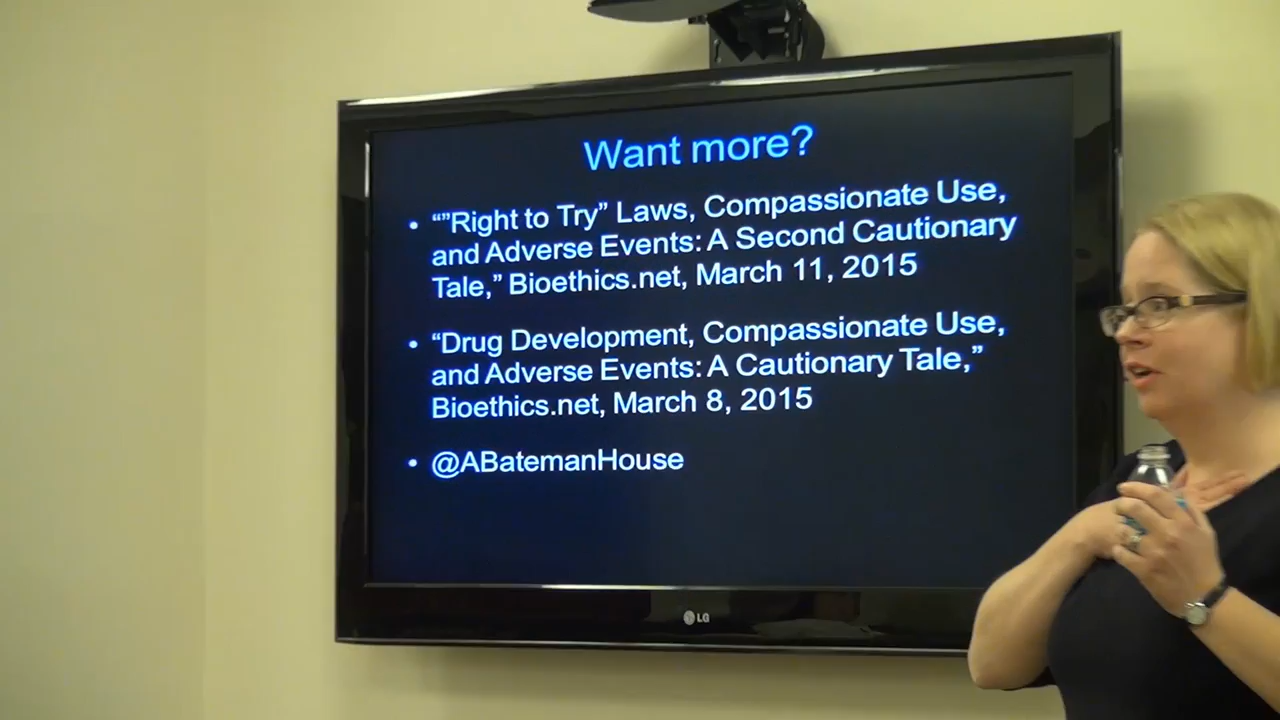 Want more?
• “”Right to Try” Laws, Compassionate Use,
and Adverse Events: A Second Cautionary
Tale,” Bioethics.net, March 11, 2015
• “Drug Development, Compassionate Use,
and Adverse Events: A Cautionary Tale,”
Bioethics.net, March 8, 2015
• @ABatemanHouse
LG